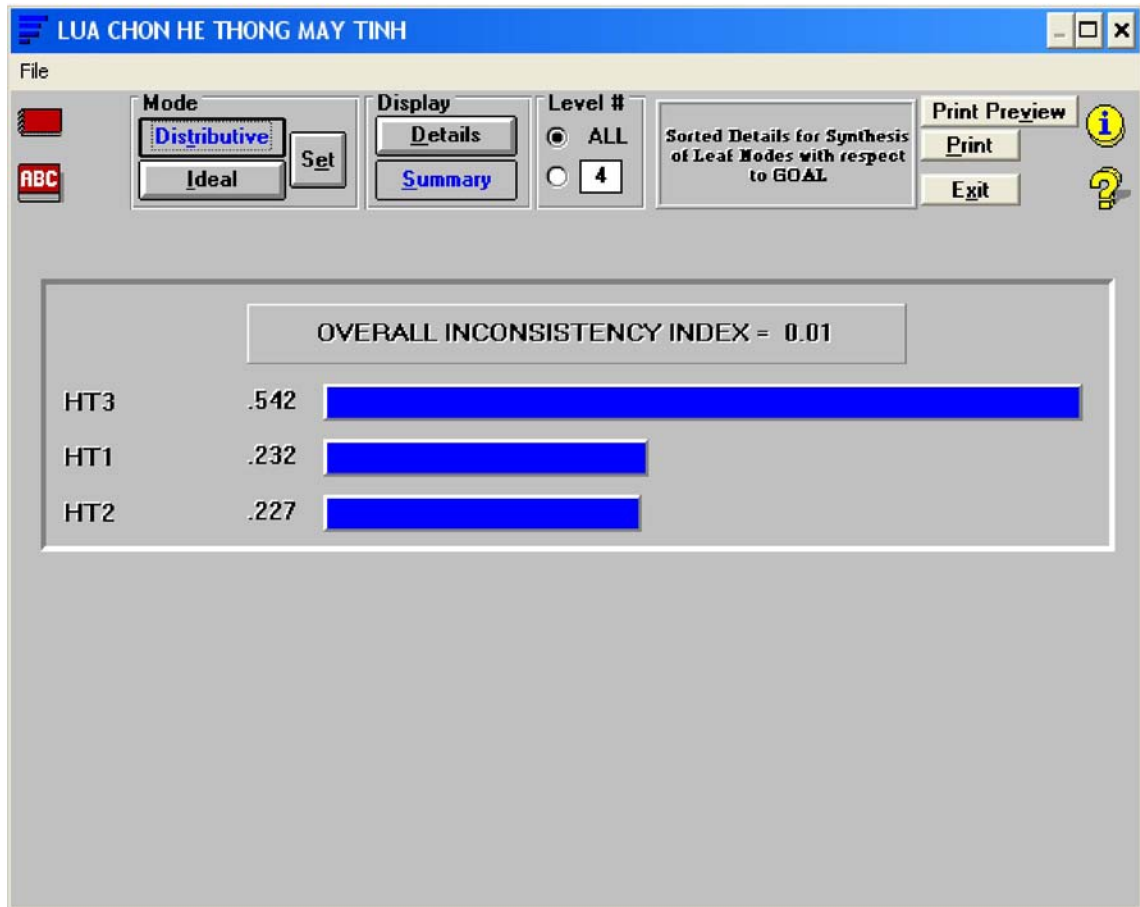 LUA CHON HE THONG MAY TINH
File
Mode
Distributive
Ideal
Set
Display
Details
Summary
Level #
ALL
4
Sorted Details for Synthesis
of Leaf Nodes with respect
to GOAL
Print Preview
Print
Exit
ABC
OVERALL INCONSISTENCY INDEX = 0.01
HT3 .542
HT1 .232
HT2 .227